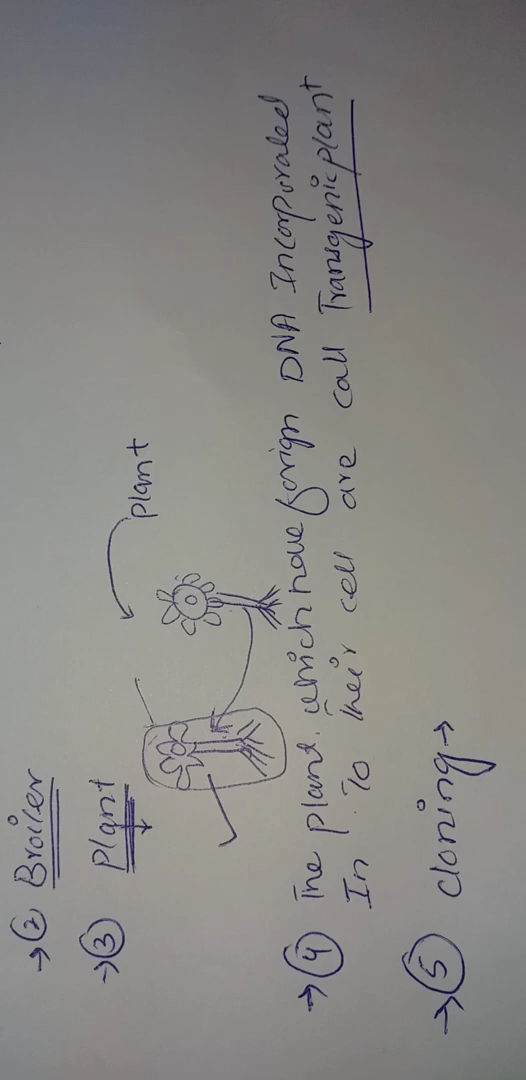 → ② Broiler
→ ③ Plant
Plant
→ ④ The plant. which have forign DNA Incorporated
In To their cell are call Transgenic plant
→ ⑤ cloning →